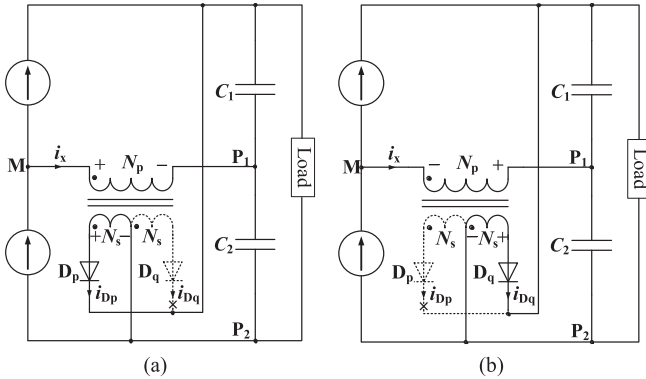 C1
M
ix
+ Np −
P1
Load
C2
+ Ns − Ns
Dp
Dq
iDp
iDq
P2
(a)
C1
M
ix
− Np +
P1
Load
C2
Ns − Ns +
Dp
Dq
iDp
iDq
P2
(b)